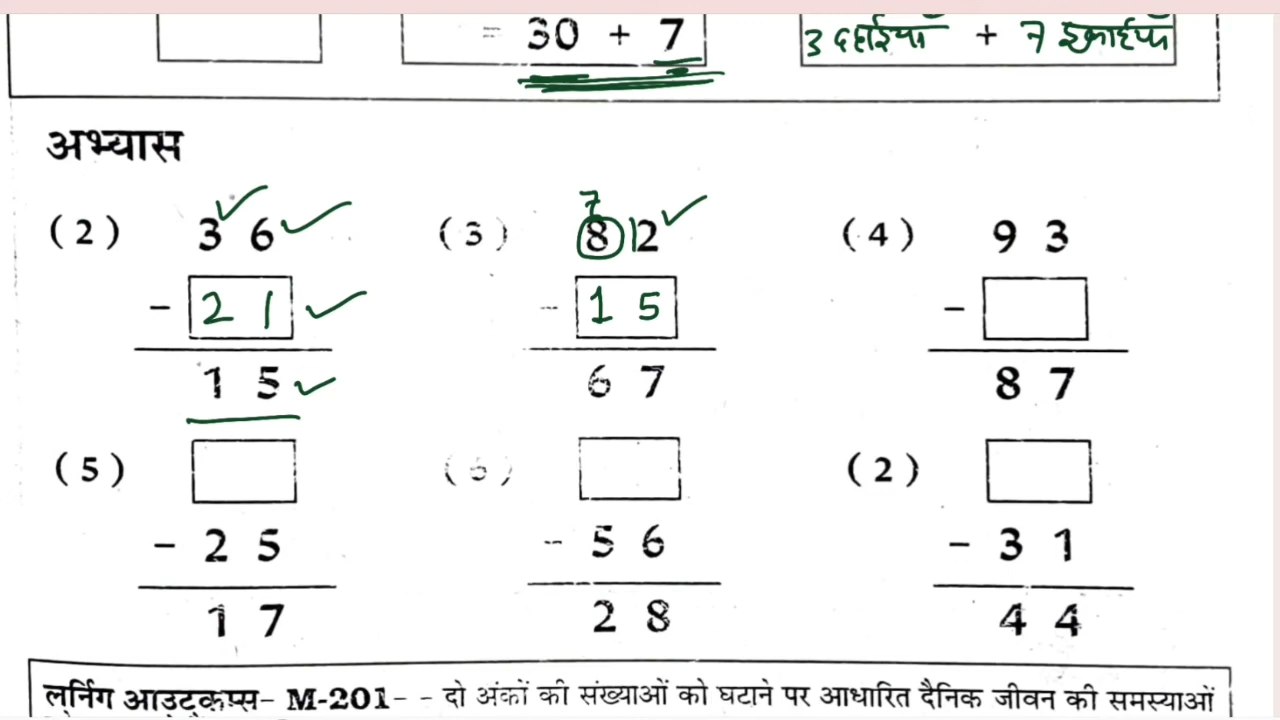 = 30 + 7
3 दहाईयाँ + 7 इकाईयाँ
अभ्यास
(2) 3 6 (3) 7 8 12 (4) 9 3
- 2 1 - 1 5 -
1 5 6 7 8 7
(5) (6) (2)
- 2 5 - 5 6 - 3 1
1 7 2 8 4 4
लर्निंग आउटकम्स- M-201- - दो अंकों की संख्याओं को घटाने पर आधारित दैनिक जीवन की समस्याओं